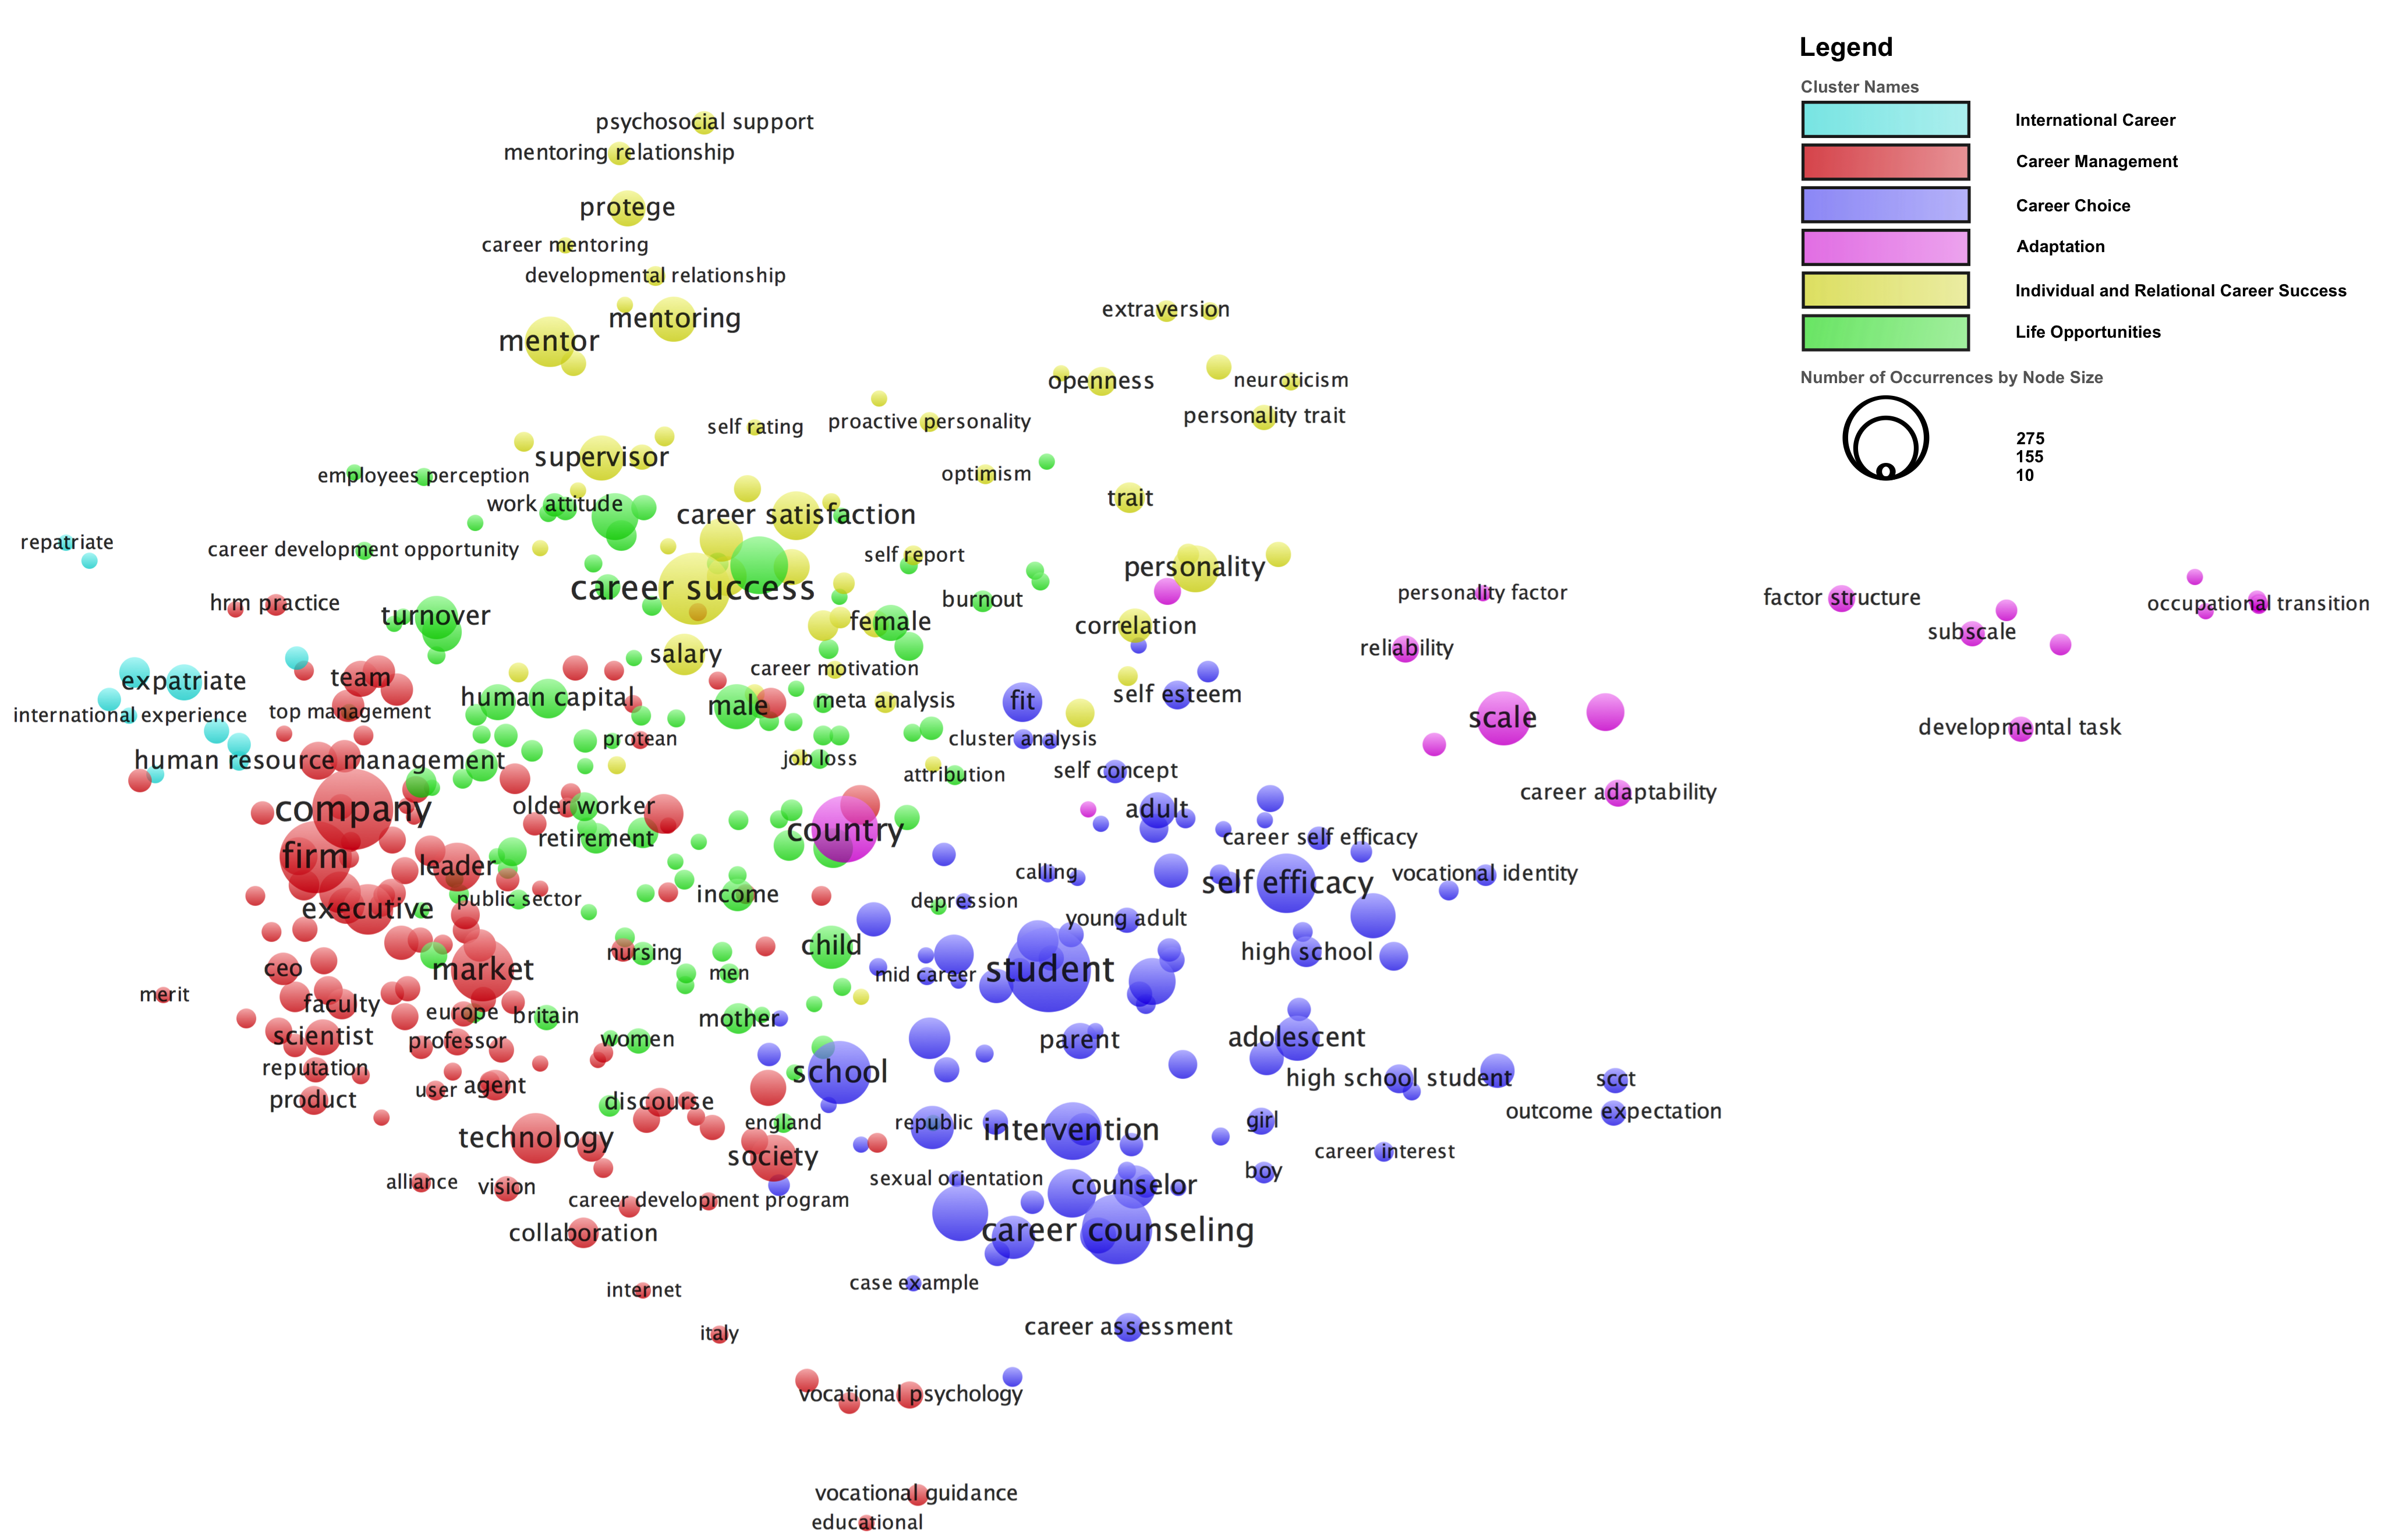 Legend
Cluster Names
International Career
Career Management
Career Choice
Adaptation
Individual and Relational Career Success
Life Opportunities
Number of Occurrences by Node Size
275
155
10
psychosocial support
mentoring relationship
protege
career mentoring
developmental relationship
mentoring
mentor
extraversion
openness
neuroticism
personality trait
self rating
proactive personality
supervisor
employees perception
optimism
work attitude
career satisfaction
trait
repatriate
career development opportunity
self report
personality
career success
hrm practice
turnover
burnout
female
correlation
personality factor
factor structure
occupational transition
subscale
reliability
salary
career motivation
expatriate
team
human capital
male
meta analysis
fit
self esteem
international experience
top management
scale
developmental task
protean
cluster analysis
human resource management
job loss
attribution
self concept
career adaptability
company
older worker
adult
country
retirement
career self efficacy
firm
leader
calling
self efficacy
vocational identity
executive
public sector
income
depression
young adult
nursing
child
high school
ceo
market
men
mid career
student
merit
faculty
europe
britain
mother
scientist
professor
women
parent
adolescent
reputation
school
high school student
scct
user
agent
product
discourse
outcome expectation
england
republic
intervention
girl
technology
society
career interest
boy
alliance
vision
sexual orientation
counselor
career development program
collaboration
career counseling
internet
case example
italy
career assessment
vocational psychology
vocational guidance
educational